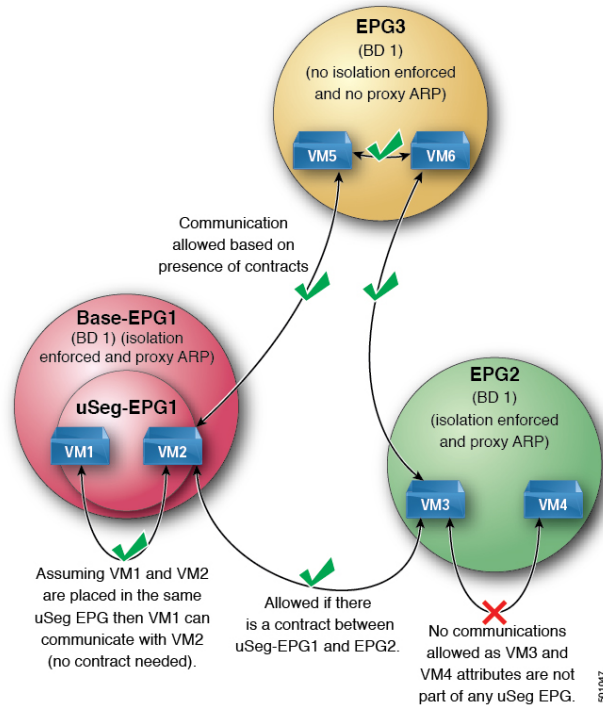 EPG3
(BD 1)
(no isolation enforced
and no proxy ARP)
VM5
VM6
Communication
allowed based on
presence of contracts
Base-EPG1
(BD 1) (isolation
enforced and proxy ARP)
uSeg-EPG1
VM1
VM2
EPG2
(BD 1)
(isolation enforced
and proxy ARP)
VM3
VM4
Assuming VM1 and VM2
are placed in the same
uSeg EPG then VM1 can
communicate with VM2
(no contract needed).
Allowed if there
is a contract between
uSeg-EPG1 and EPG2.
No communications
allowed as VM3 and
VM4 attributes are not
part of any uSeg EPG.
501047